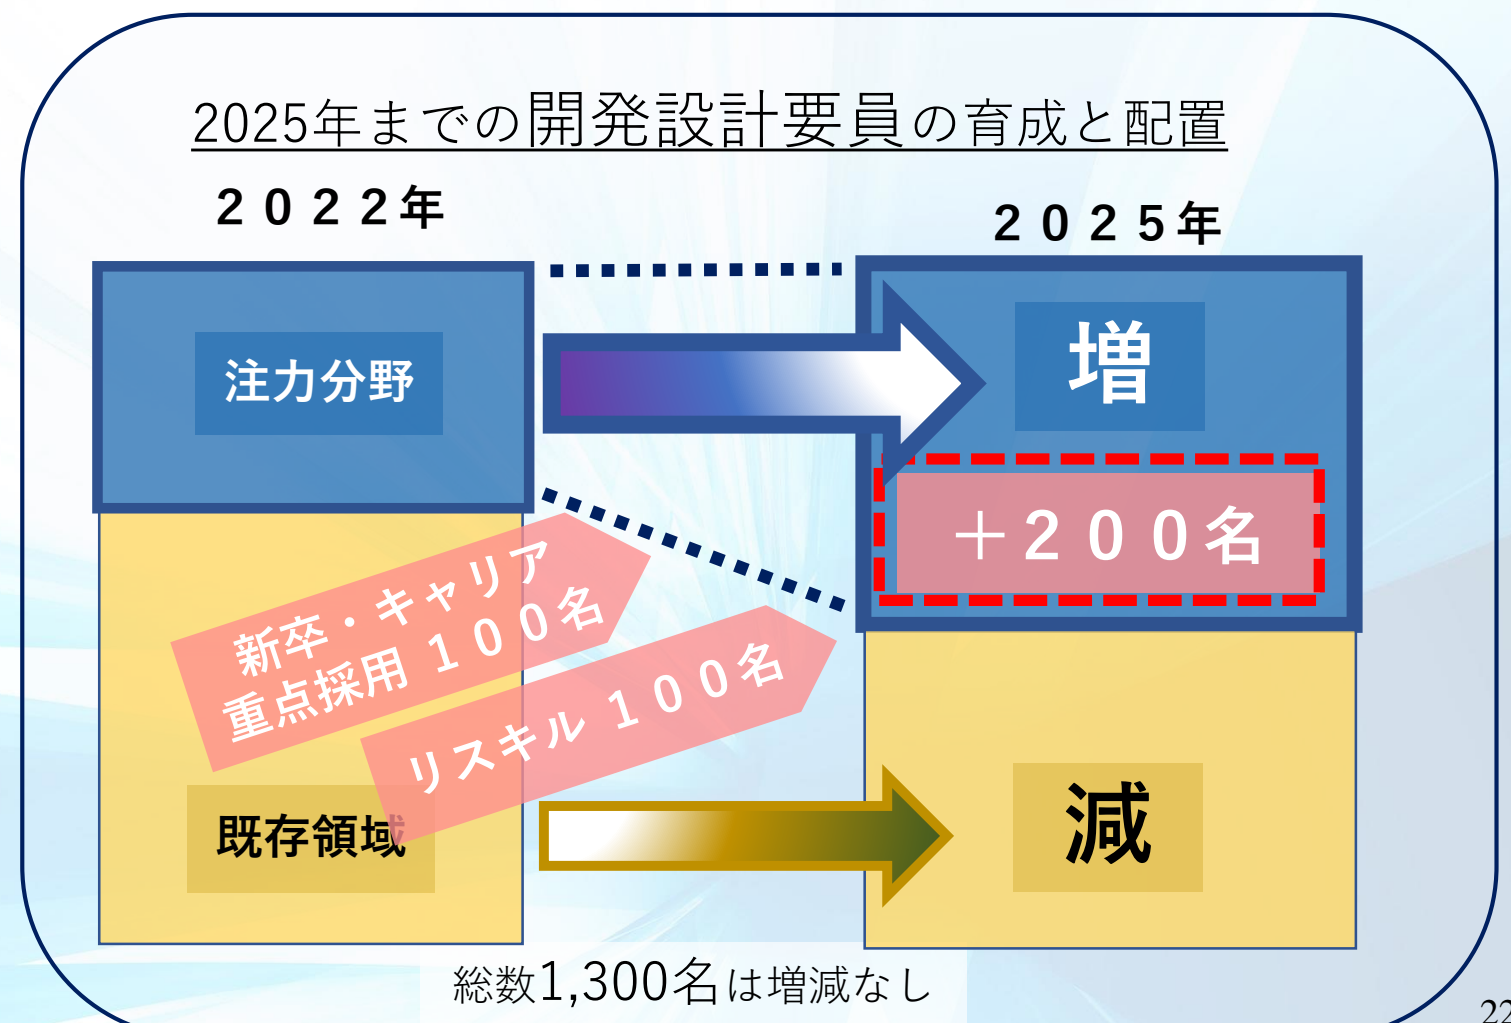 2025年までの開発設計要員の育成と配置
２０２２年
２０２５年
注力分野
増
＋２００名
新卒・キャリア
重点採用 １００名
リスキル １００名
既存領域
減
総数1,300名は増減なし
22